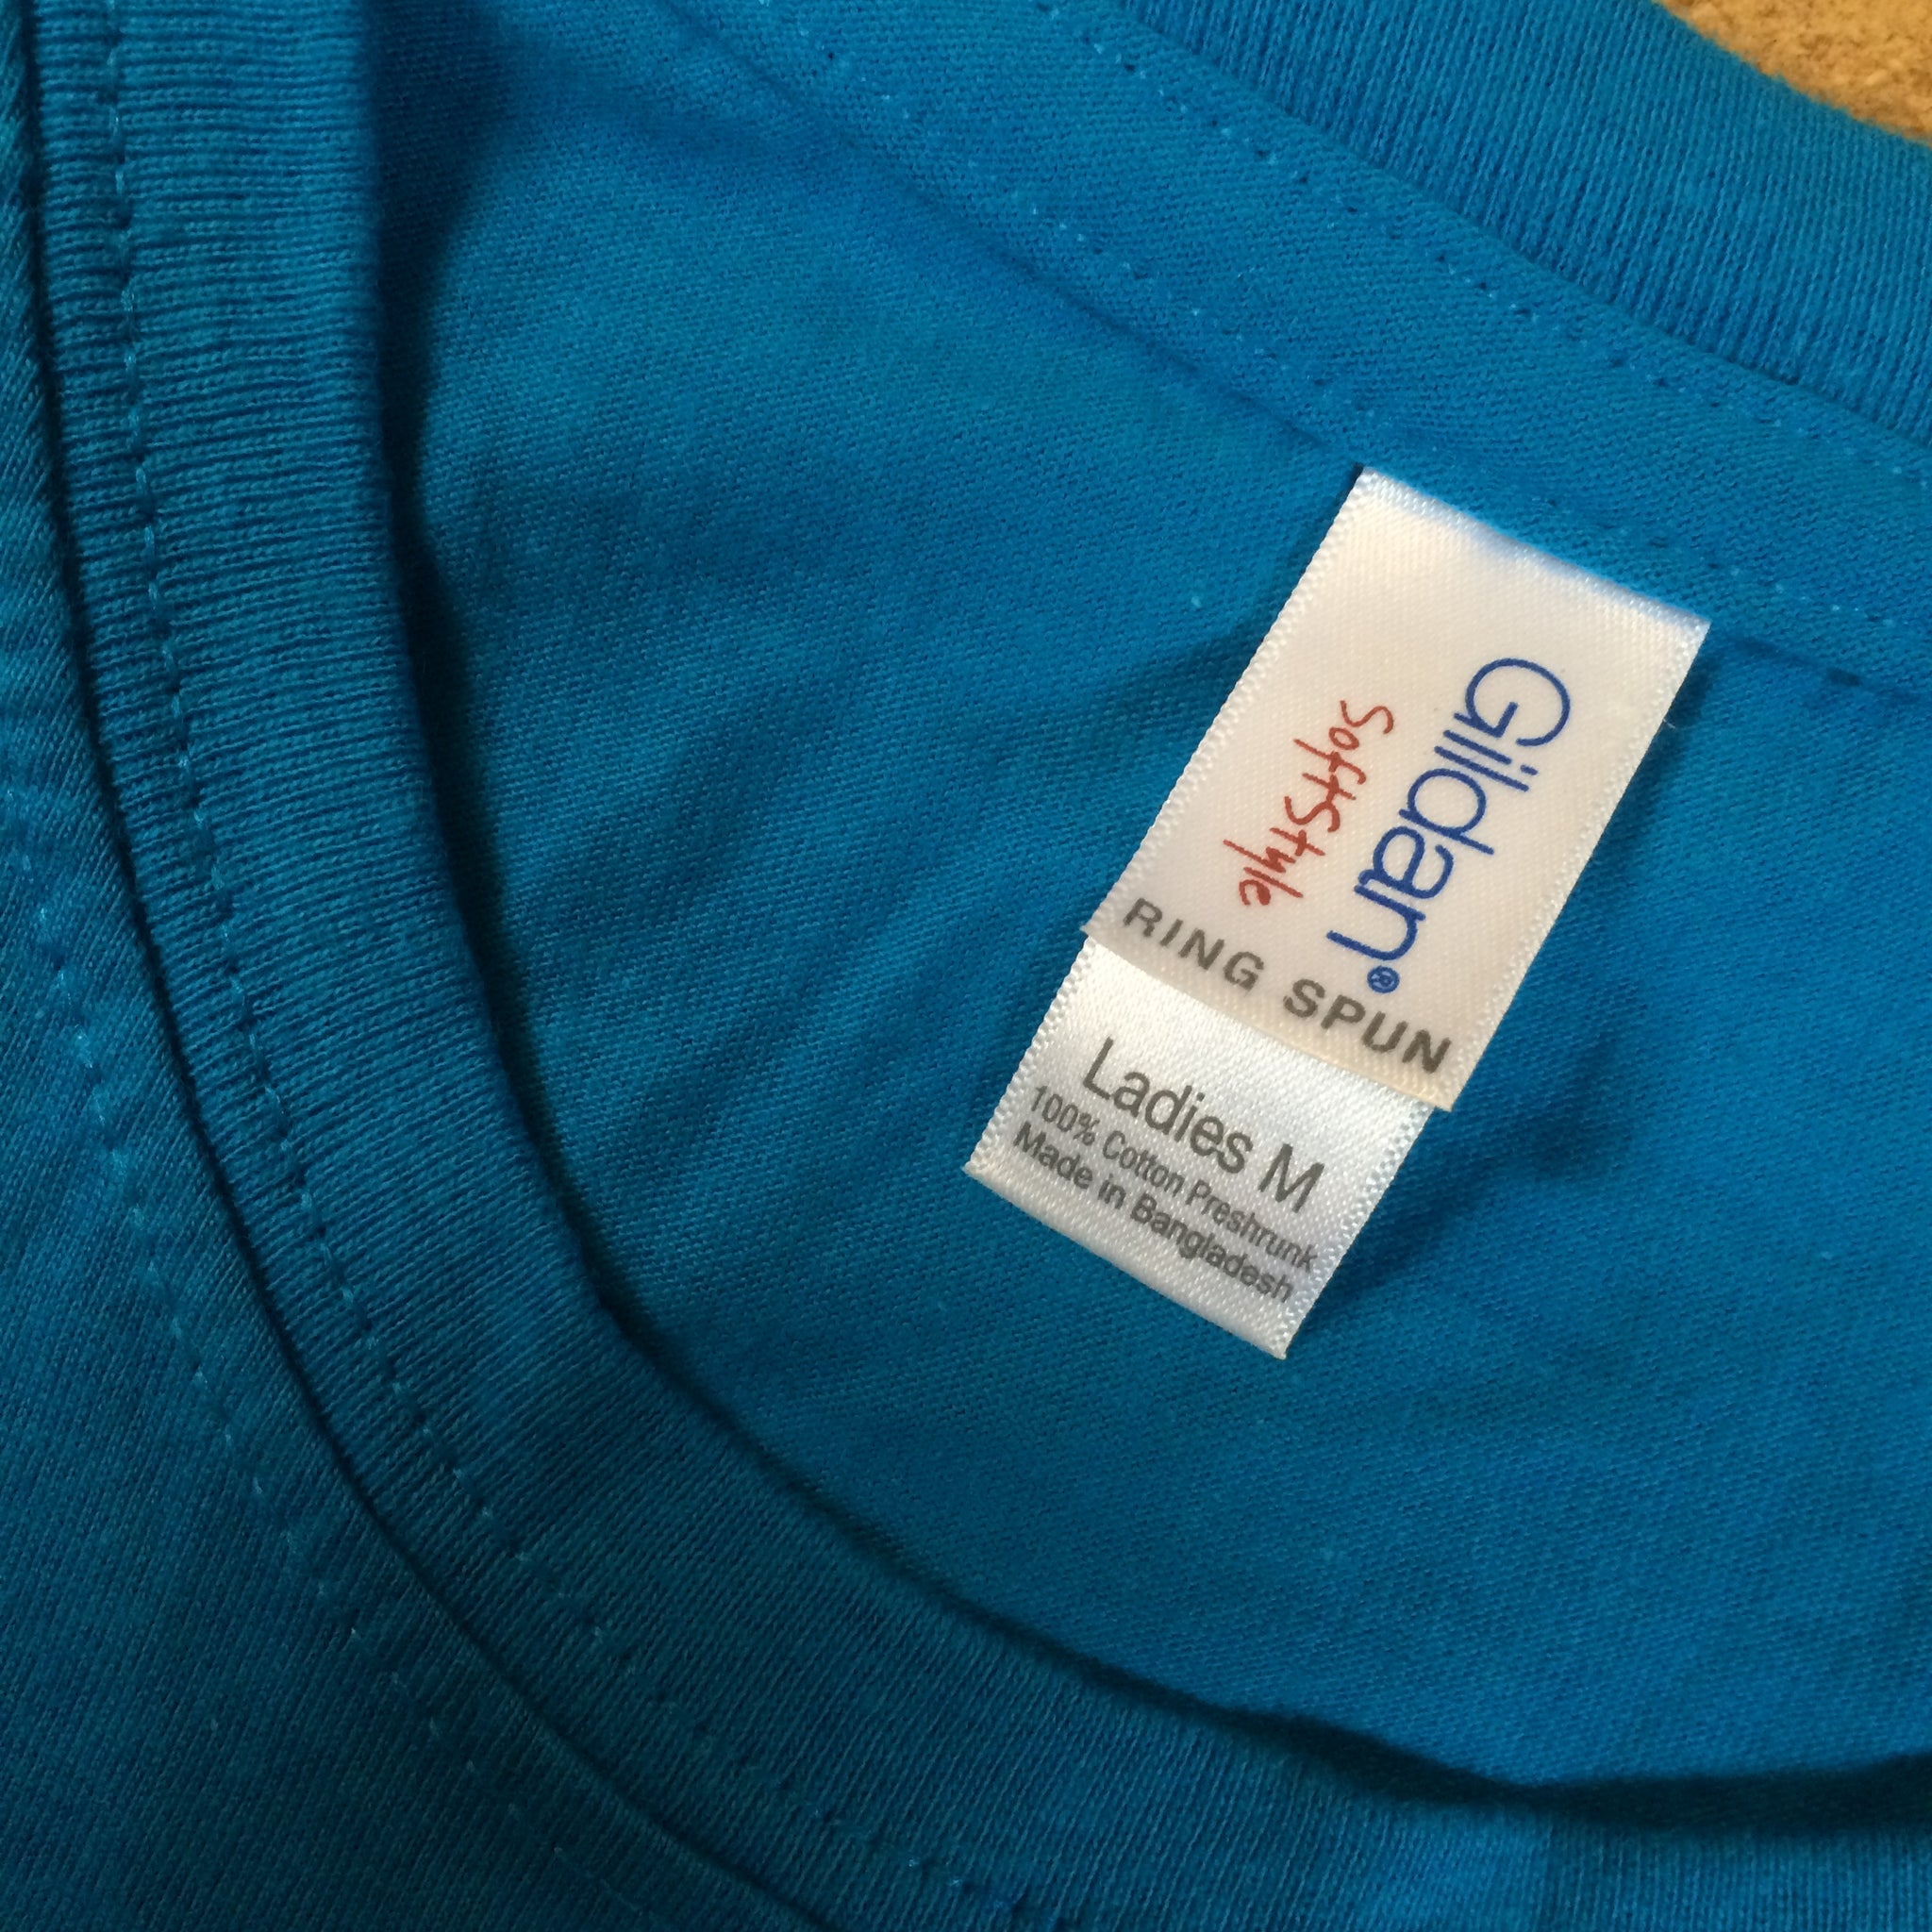 Gildan®
SoftStyle
RING SPUN
Ladies M
100% Cotton Preshrunk
Made in Bangladesh